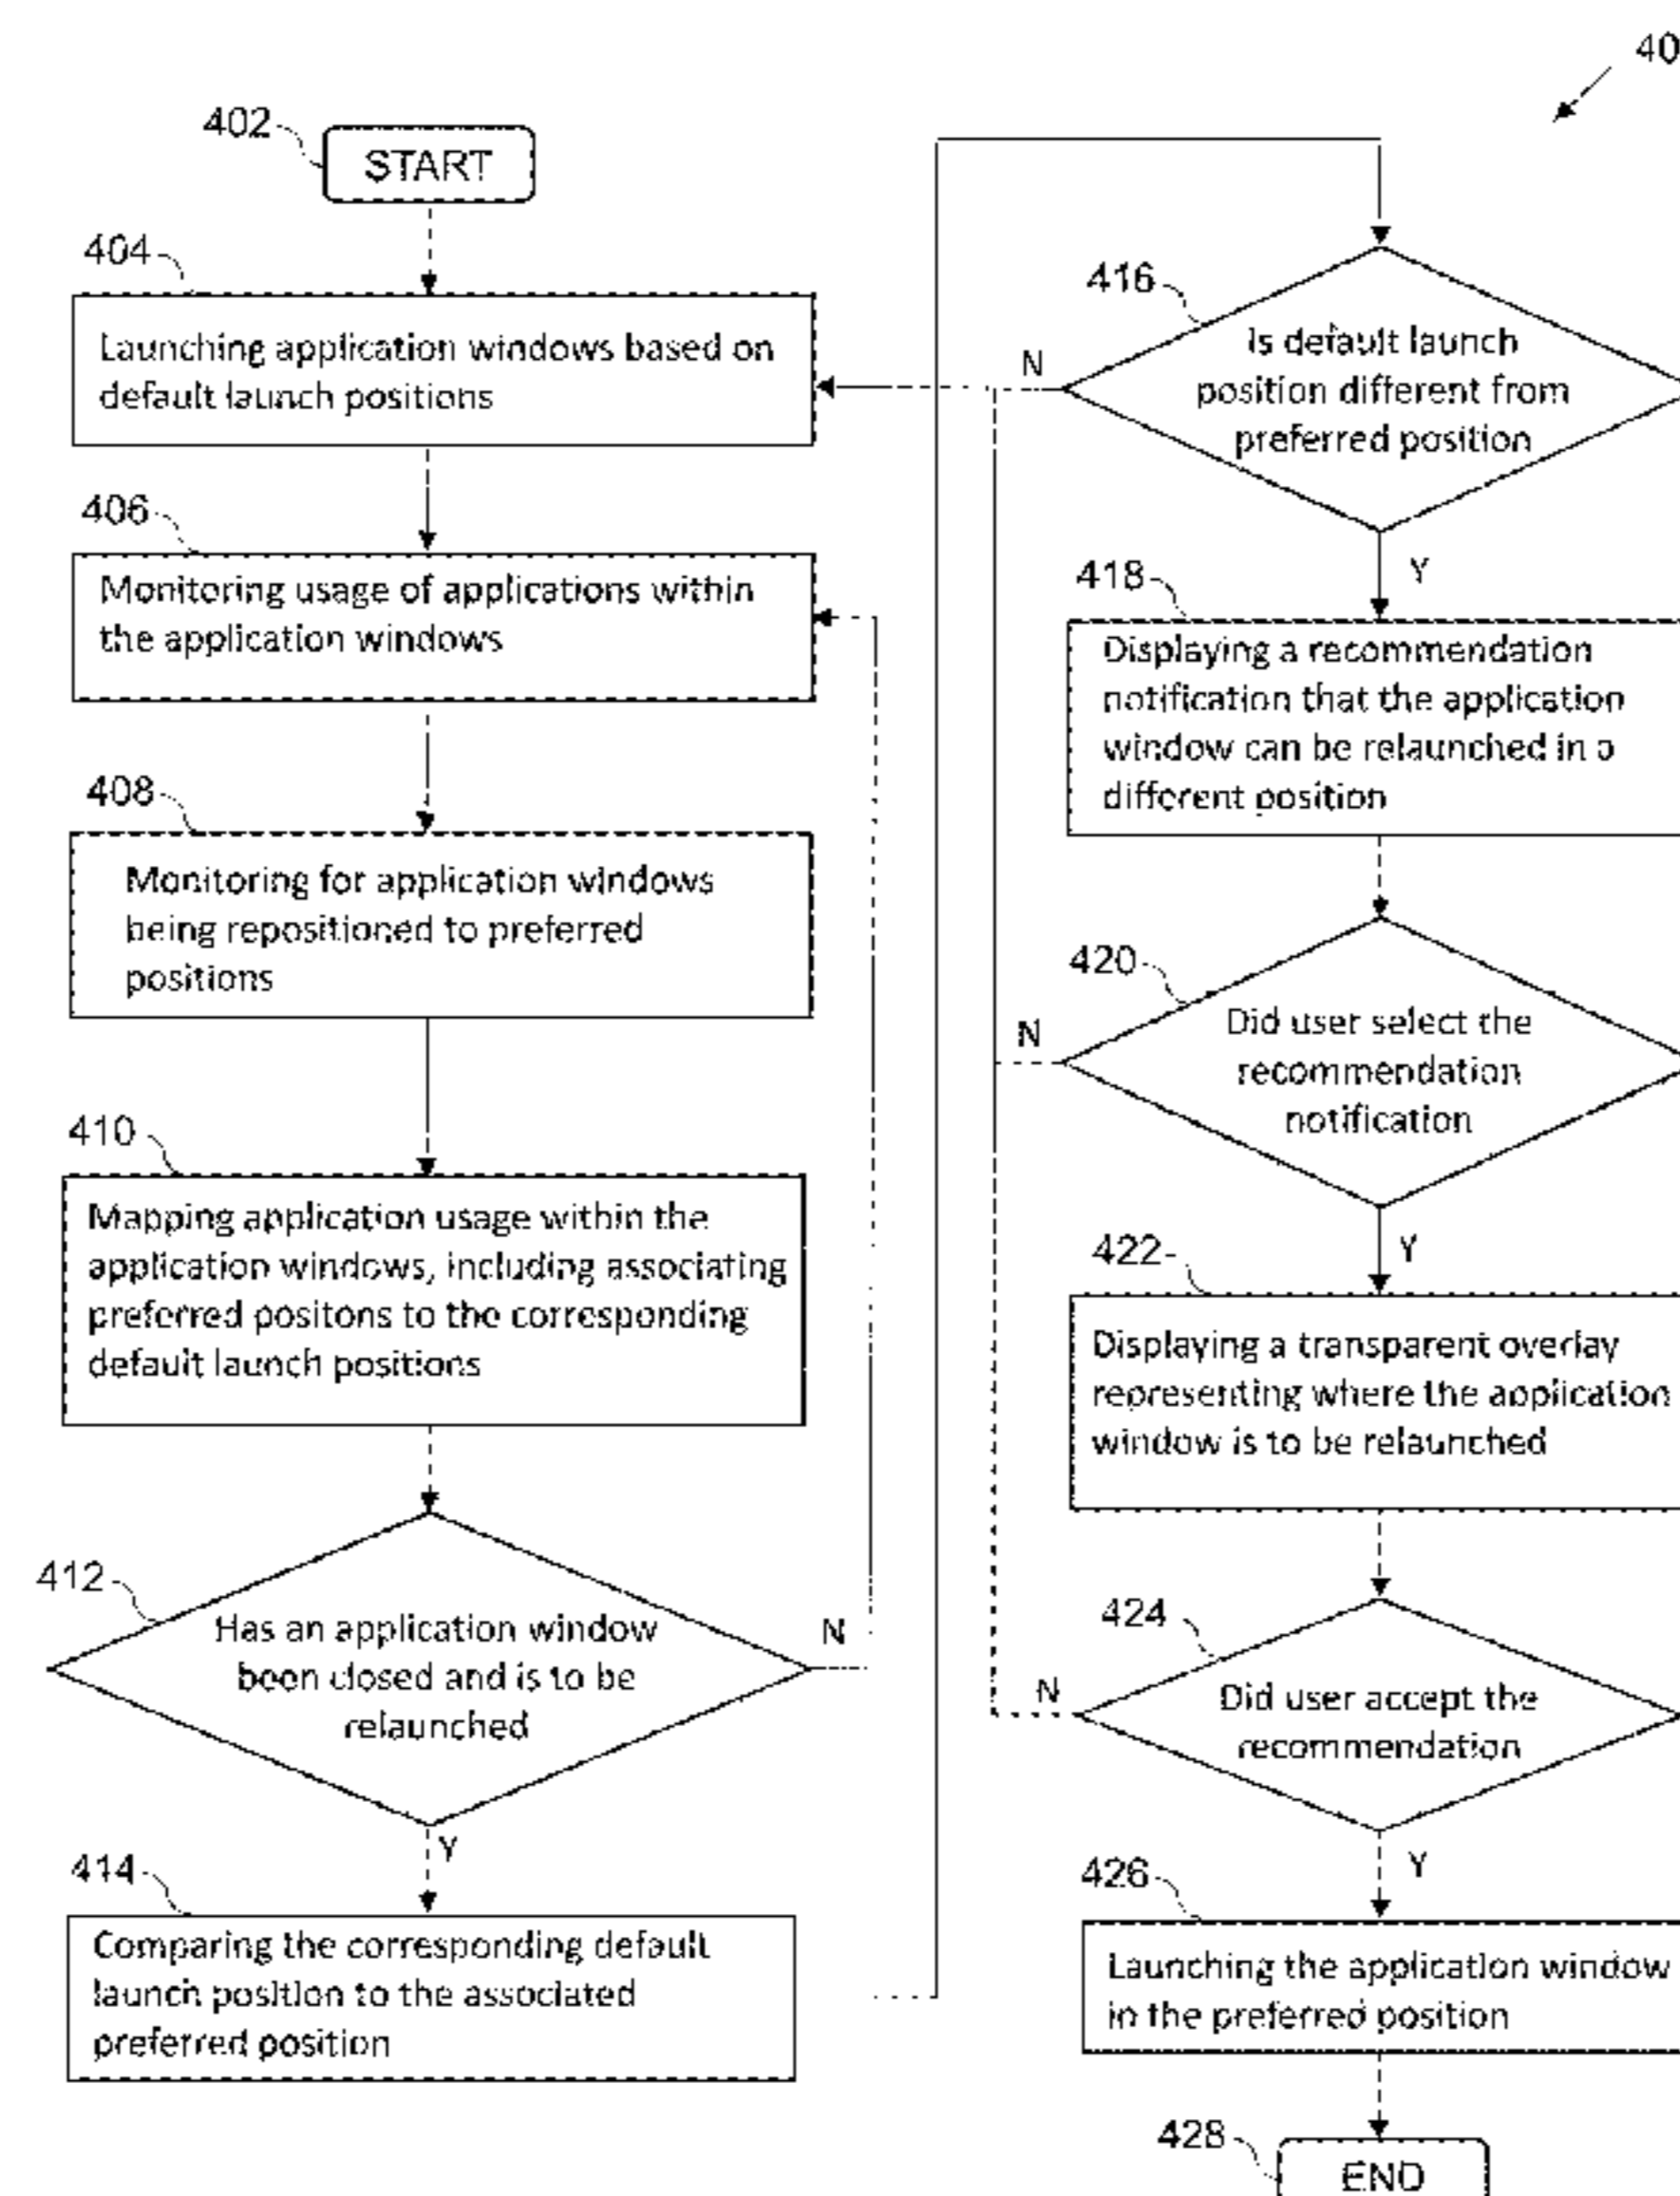 402
START
404
Launching application windows based on
default launch positions
406
Monitoring usage of applications within
the application windows
408
Monitoring for application windows
being repositioned to preferred
positions
410
Mapping application usage within the
application windows, including associating
preferred positons to the corresponding
default launch positions
412
Has an application window
been closed and is to be
relaunched
N
Y
414
Comparing the corresponding default
launch position to the associated
preferred position
40
416
Is default launch
position different from
preferred position
N
Y
418
Displaying a recommendation
notification that the application
window can be relaunched in a
different position
420
Did user select the
recommendation
notification
N
Y
422
Displaying a transparent overlay
representing where the application
window is to be relaunched
424
Did user accept the
recommendation
N
Y
426
Launching the application window
in the preferred position
428
END